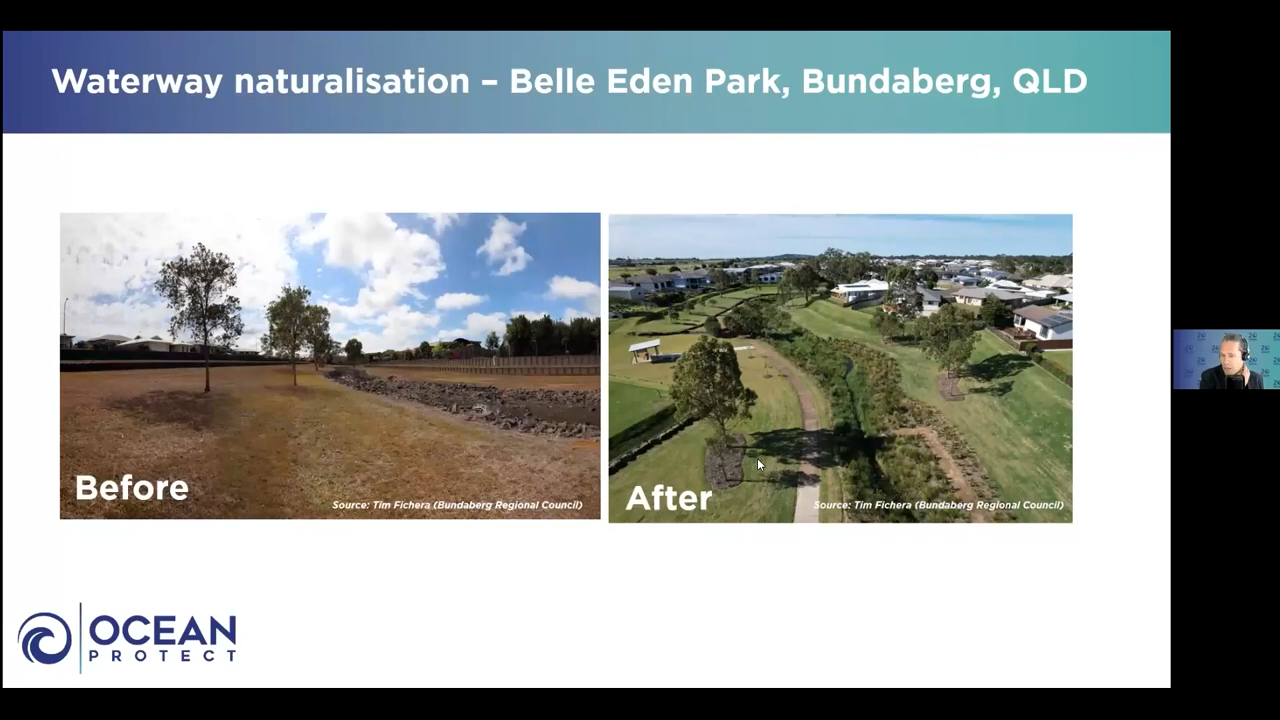 Waterway naturalisation – Belle Eden Park, Bundaberg, QLD
Before
Source: Tim Fichera (Bundaberg Regional Council)
After
Source: Tim Fichera (Bundaberg Regional Council)
OCEAN
PROTECT